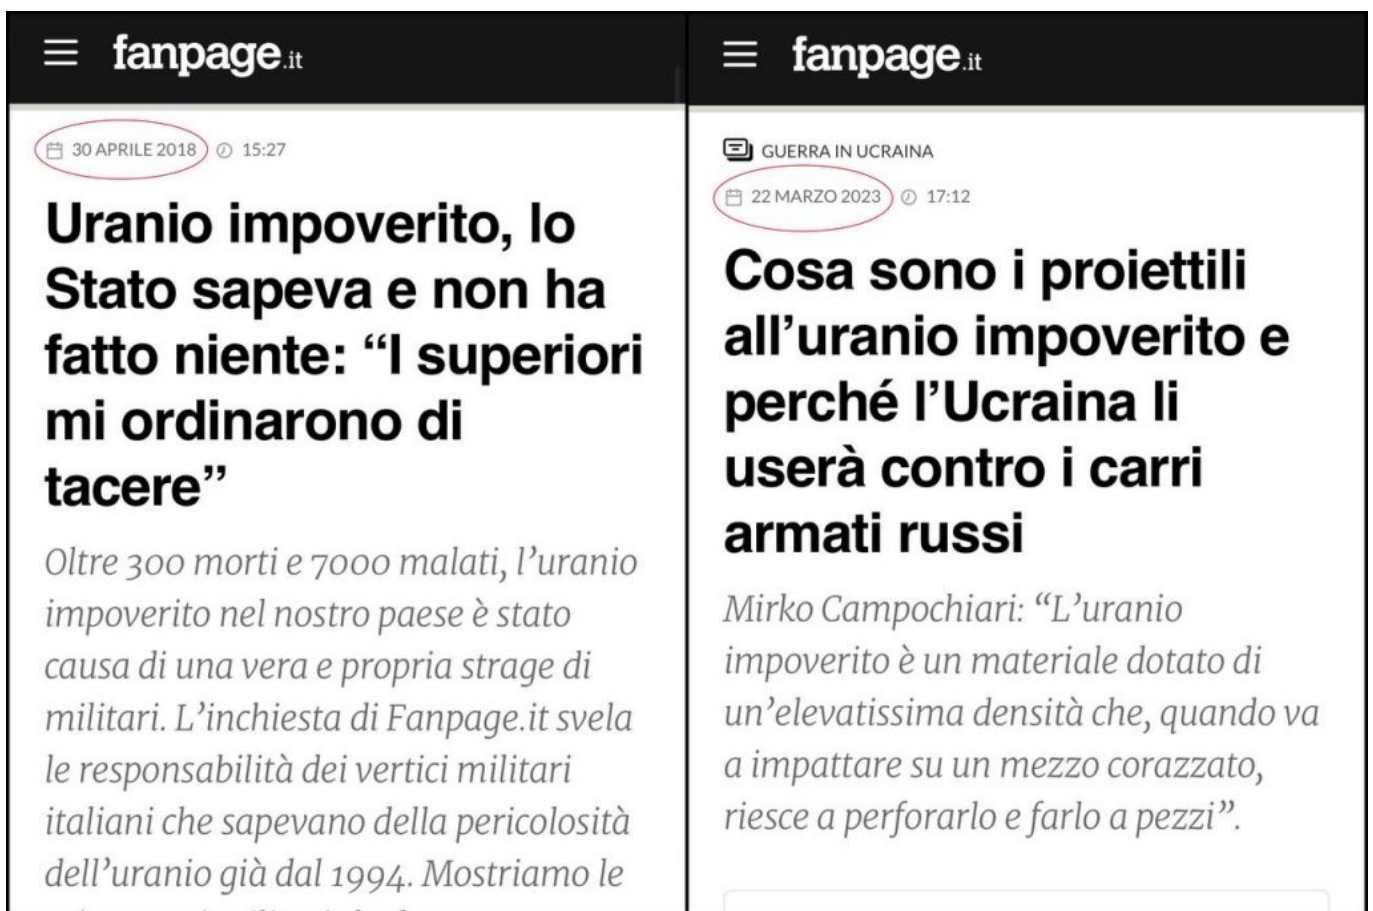 fanpage.it
30 APRILE 2018 15:27
Uranio impoverito, lo
Stato sapeva e non ha
fatto niente: “I superiori
mi ordinarono di
tacere”
Oltre 300 morti e 7000 malati, l’uranio
impoverito nel nostro paese è stato
causa di una vera e propria strage di
militari. L’inchiesta di Fanpage.it svela
le responsabilità dei vertici militari
italiani che sapevano della pericolosità
dell’uranio già dal 1994. Mostriamo le
fanpage.it
GUERRA IN UCRAINA
22 MARZO 2023 17:12
Cosa sono i proiettili
all’uranio impoverito e
perché l’Ucraina li
userà contro i carri
armati russi
Mirko Campochiari: “L’uranio
impoverito è un materiale dotato di
un’elevatissima densità che, quando va
a impattare su un mezzo corazzato,
riesce a perforarlo e farlo a pezzi”.